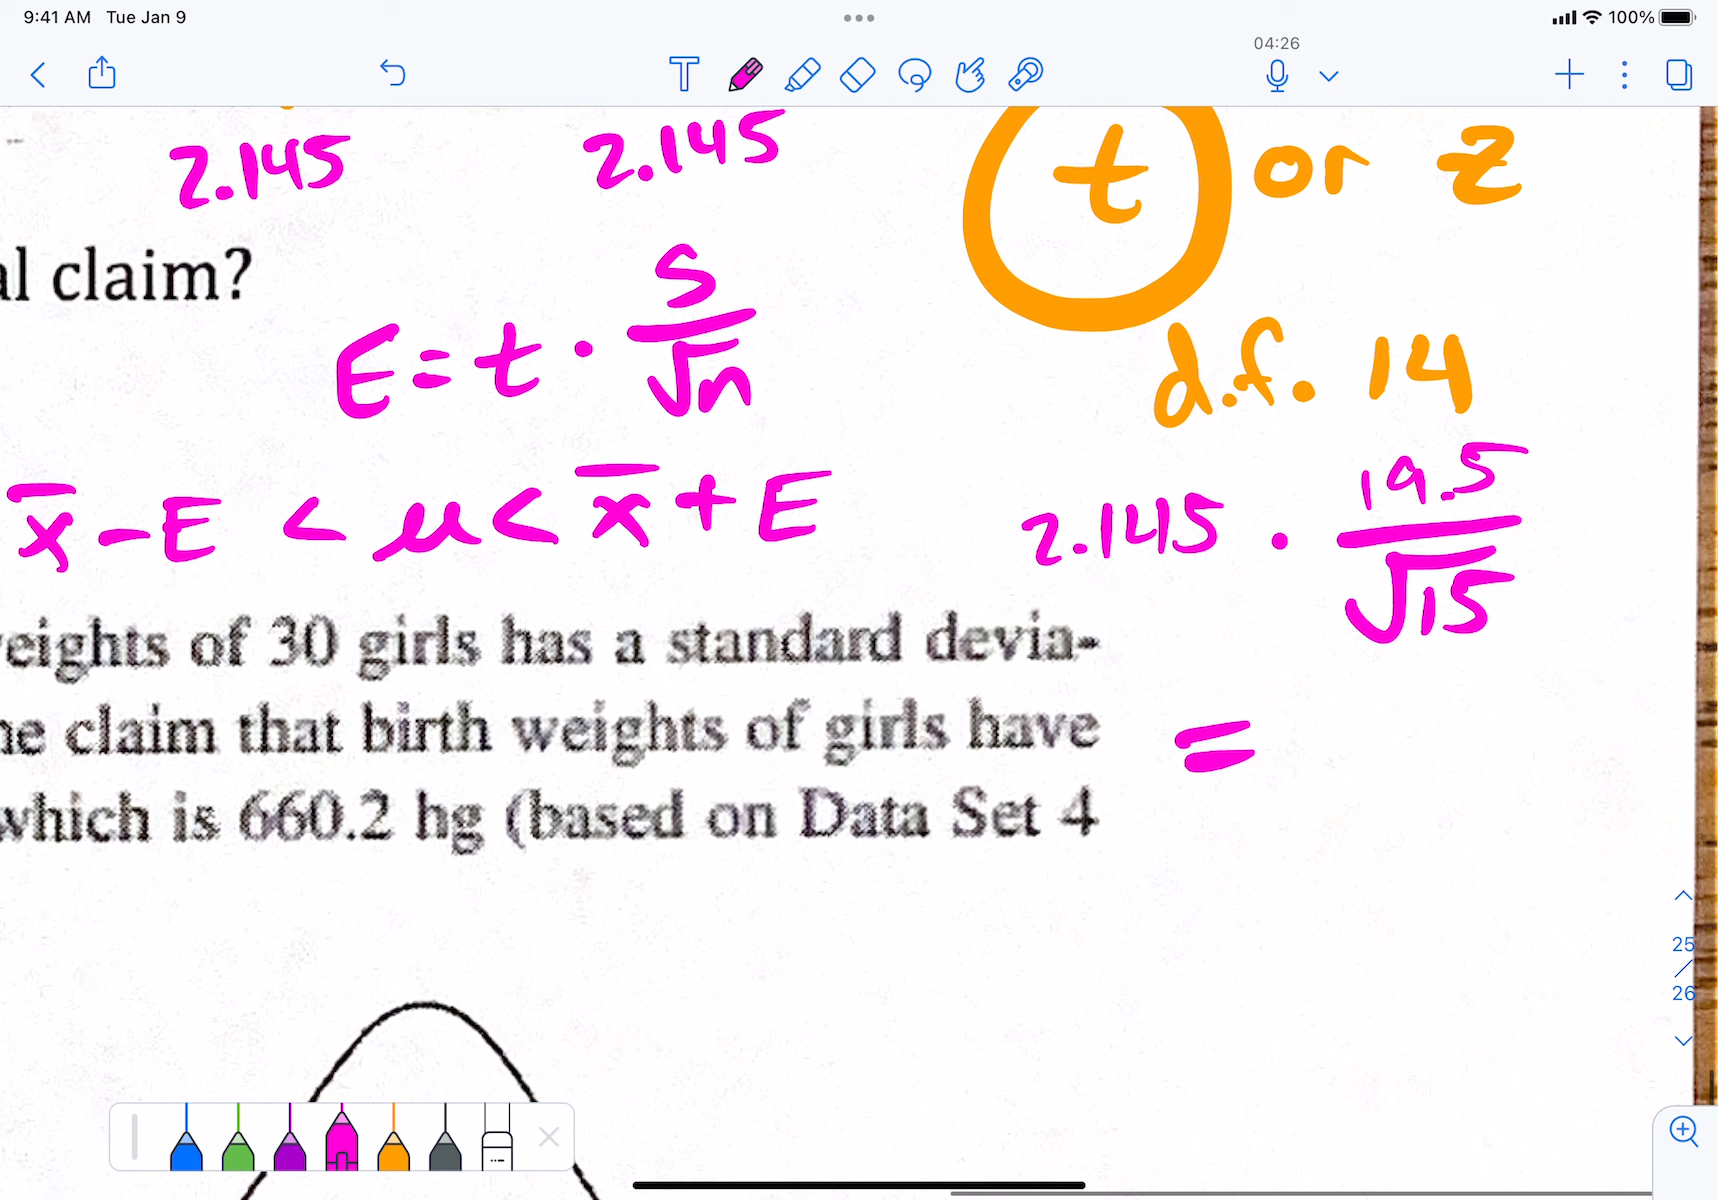 9:41 AM Tue Jan 9
100%
04:26
2.145 2.145 t or z
al claim?
E = t · s/√n
d.f. 14
x̄ - E < μ < x̄ + E
2.145 · 19.5/√15
eights of 30 girls has a standard devia-
he claim that birth weights of girls have
=
which is 660.2 hg (based on Data Set 4
25
/
26